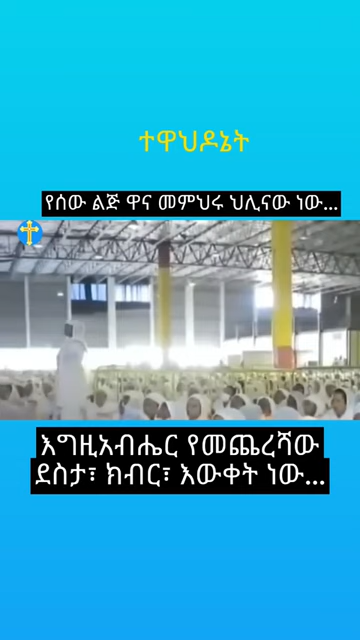 ተዋህዶኔት
የሰው ልጅ ዋና መምህሩ ህሊናው ነው...
እግዚአብሔር የመጨረሻው
ደስታ፣ ክብር፣ እውቀት ነው...